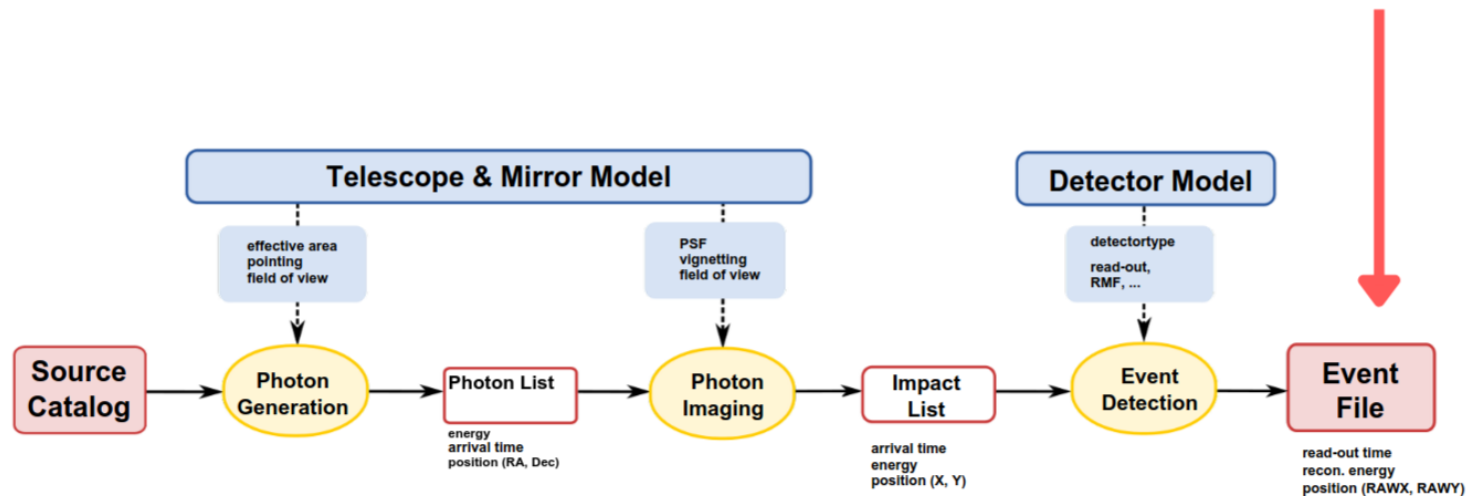 Telescope & Mirror Model
Detector Model
effective area
pointing
field of view
PSF
vignetting
field of view
detectortype
read-out,
RMF, ...
Source
Catalog
Photon
Generation
Photon List
energy
arrival time
position (RA, Dec)
Photon
Imaging
Impact
List
arrival time
energy
position (X, Y)
Event
Detection
Event
File
read-out time
recon. energy
position (RAWX, RAWY)